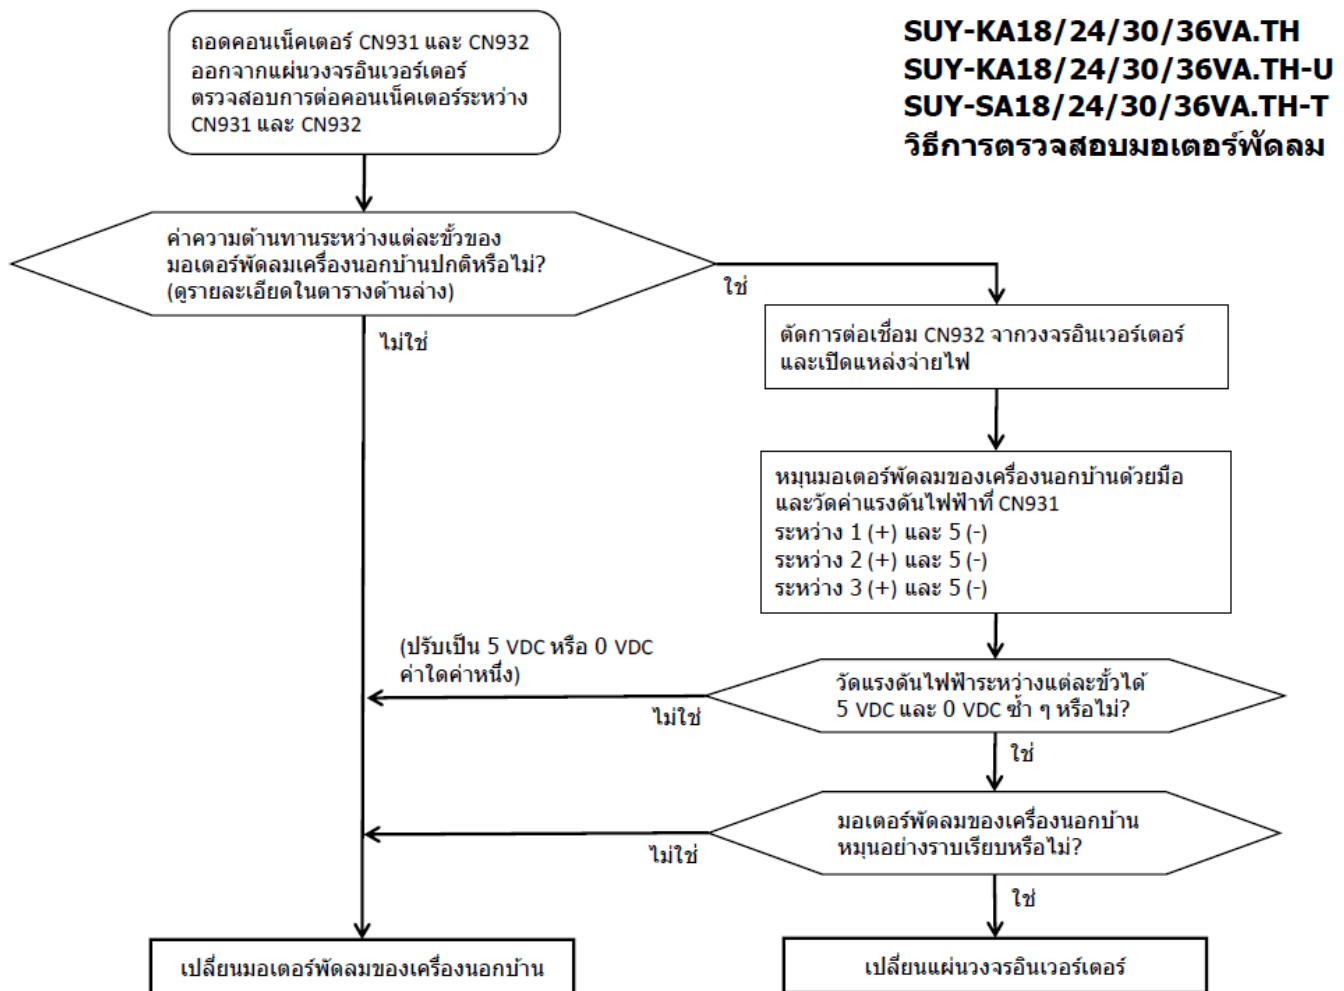 SUY-KA18/24/30/36VA.TH
SUY-KA18/24/30/36VA.TH-U
SUY-SA18/24/30/36VA.TH-T
วิธีการตรวจสอบมอเตอร์พัดลม
ถอดคอนเน็คเตอร์ CN931 และ CN932
ออกจากแผ่นวงจรอินเวอร์เตอร์
ตรวจสอบการต่อคอนเน็คเตอร์ระหว่าง
CN931 และ CN932
ค่าความต้านทานระหว่างแต่ละขั้วของ
มอเตอร์พัดลมเครื่องนอกบ้านปกติหรือไม่?
(ดูรายละเอียดในตารางด้านล่าง)
ใช่
ไม่ใช่
ตัดการต่อเชื่อม CN932 จากวงจรอินเวอร์เตอร์
และเปิดแหล่งจ่ายไฟ
หมุนมอเตอร์พัดลมของเครื่องนอกบ้านด้วยมือ
และวัดค่าแรงดันไฟฟ้าที่ CN931
ระหว่าง 1 (+) และ 5 (-)
ระหว่าง 2 (+) และ 5 (-)
ระหว่าง 3 (+) และ 5 (-)
(ปรับเป็น 5 VDC หรือ 0 VDC
ค่าใดค่าหนึ่ง)
วัดแรงดันไฟฟ้าระหว่างแต่ละขั้วได้
5 VDC และ 0 VDC ซ้ำ ๆ หรือไม่?
ไม่ใช่
ใช่
มอเตอร์พัดลมของเครื่องนอกบ้าน
หมุนอย่างราบเรียบหรือไม่?
ไม่ใช่
ใช่
เปลี่ยนมอเตอร์พัดลมของเครื่องนอกบ้าน
เปลี่ยนแผ่นวงจรอินเวอร์เตอร์